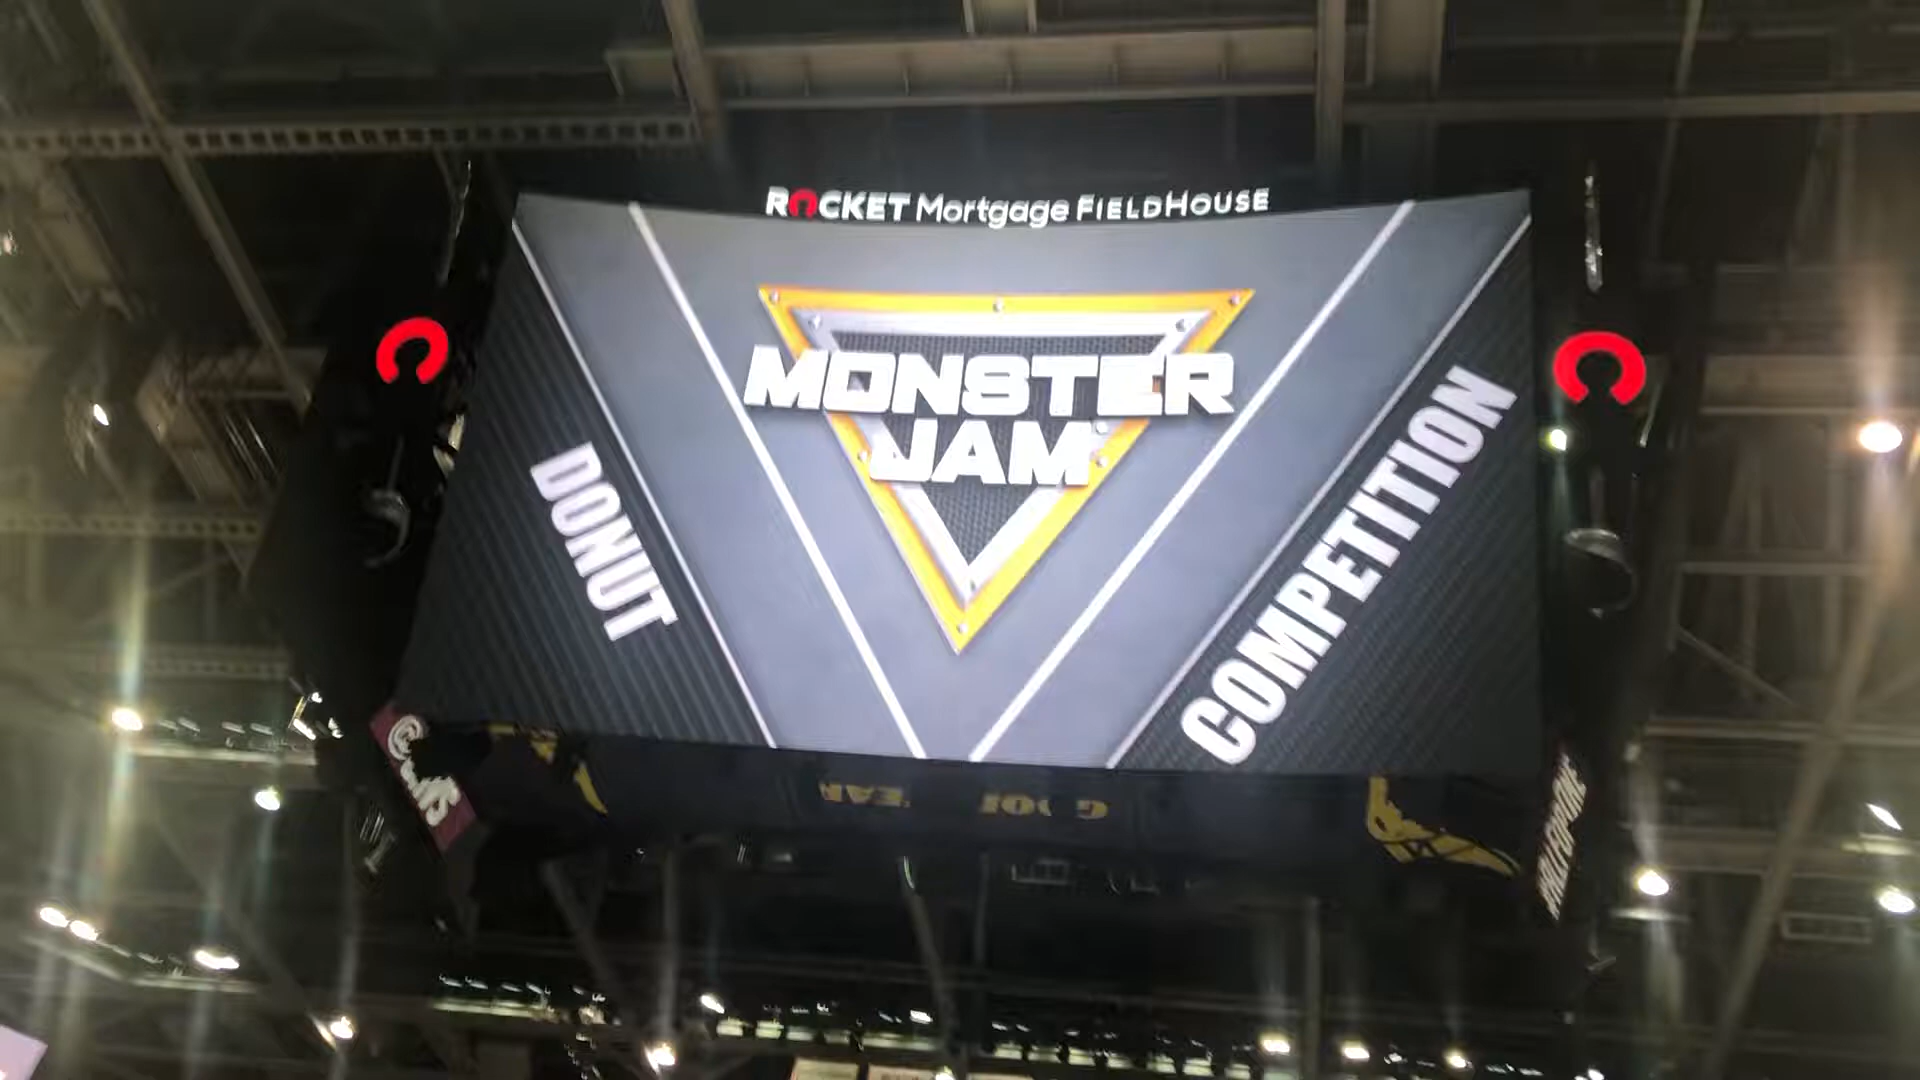 ROCKET Mortgage FIELDHOUSE
MONSTER
JAM
DONUT
COMPETITION